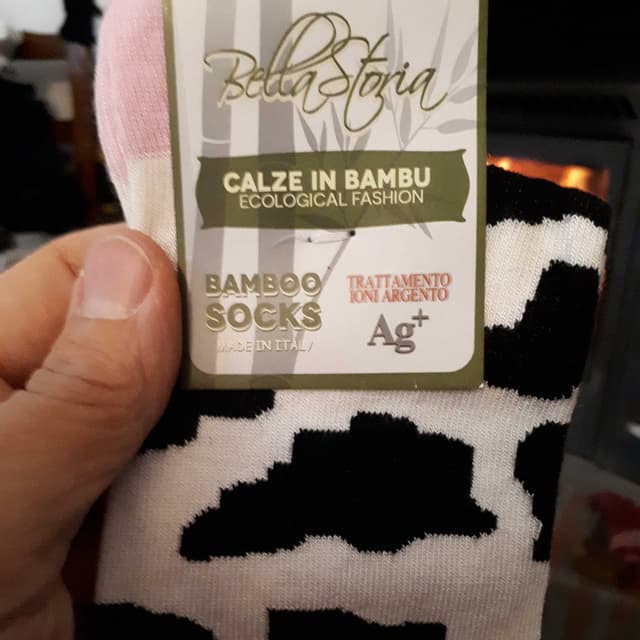 BellaStoria
CALZE IN BAMBU
ECOLOGICAL FASHION
BAMBOO
SOCKS
MADE IN ITALY
TRATTAMENTO
IONI ARGENTO
Ag+